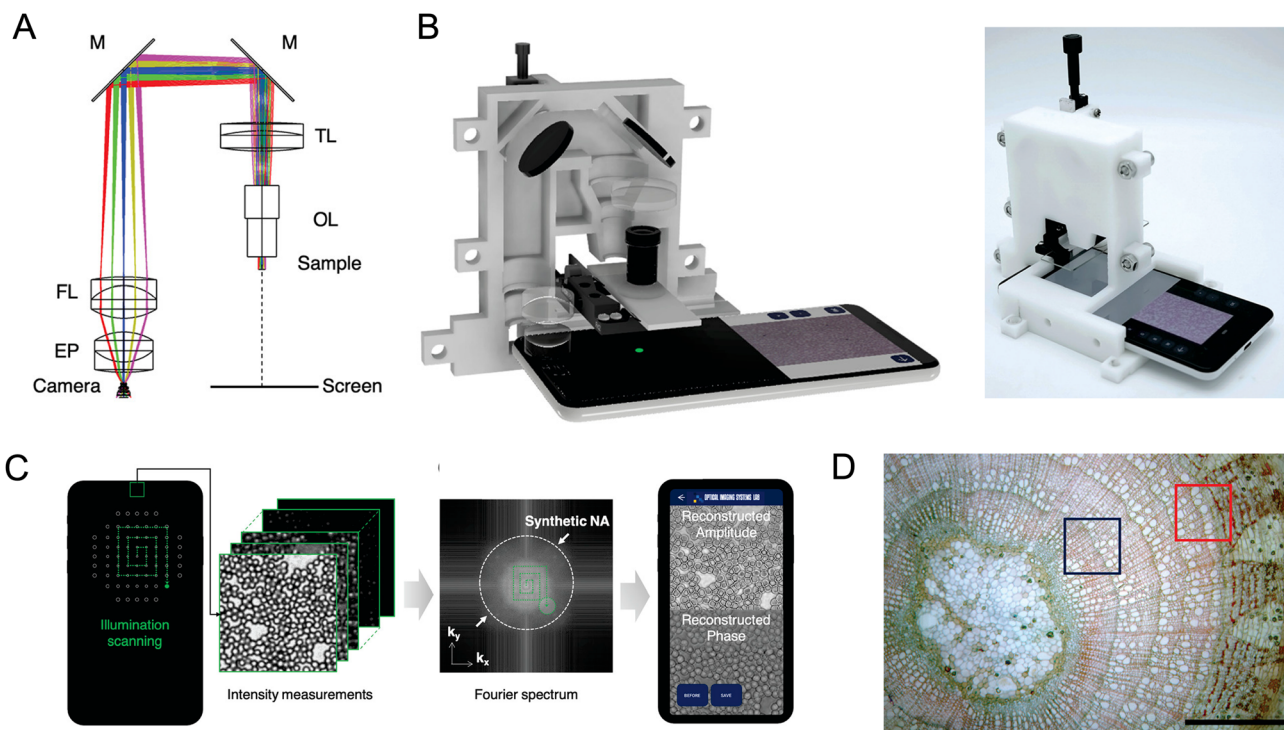 A
M
M
TL
OL
Sample
FL
EP
Camera
Screen
B
C
Illumination
scanning
Intensity measurements
Synthetic NA
ky
kx
Fourier spectrum
OPTICAL IMAGING SYSTEMS LAB
Reconstructed
Amplitude
Reconstructed
Phase
BEFORE
SAVE
D